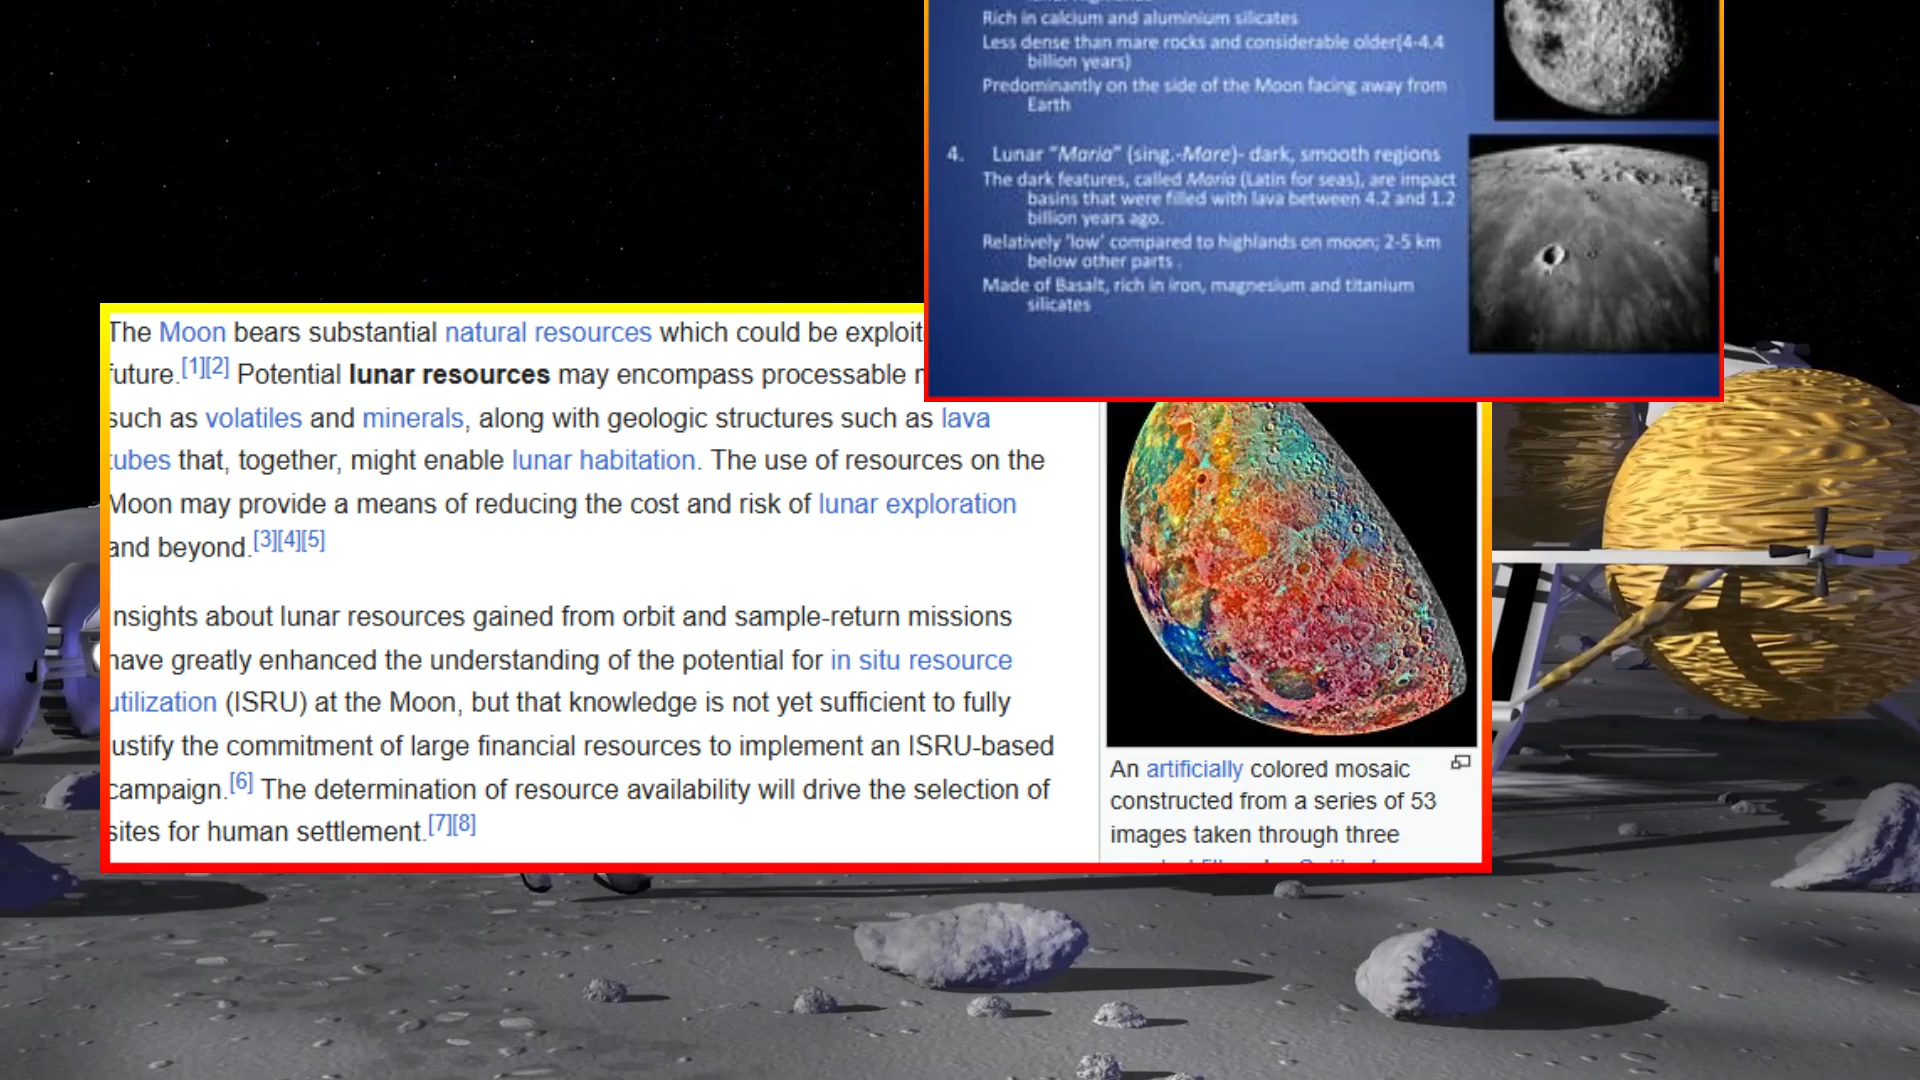 Rich in calcium and aluminium silicates
Less dense than mare rocks and considerable older(4-4.4
billion years)
Predominantly on the side of the Moon facing away from
Earth
4. Lunar “Maria” (sing.-Mare)- dark, smooth regions
The dark features, called Maria (Latin for seas), are impact
basins that were filled with lava between 4.2 and 1.2
billion years ago.
Relatively ‘low’ compared to highlands on moon; 2-5 km
below other parts .
Made of Basalt, rich in iron, magnesium and titanium
silicates
The Moon bears substantial natural resources which could be exploit
future.[1][2] Potential lunar resources may encompass processable
such as volatiles and minerals, along with geologic structures such as lava
tubes that, together, might enable lunar habitation. The use of resources on the
Moon may provide a means of reducing the cost and risk of lunar exploration
and beyond.[3][4][5]
nsights about lunar resources gained from orbit and sample-return missions
have greatly enhanced the understanding of the potential for in situ resource
utilization (ISRU) at the Moon, but that knowledge is not yet sufficient to fully
ustify the commitment of large financial resources to implement an ISRU-based
campaign.[6] The determination of resource availability will drive the selection of
sites for human settlement.[7][8]
An artificially colored mosaic
constructed from a series of 53
images taken through three